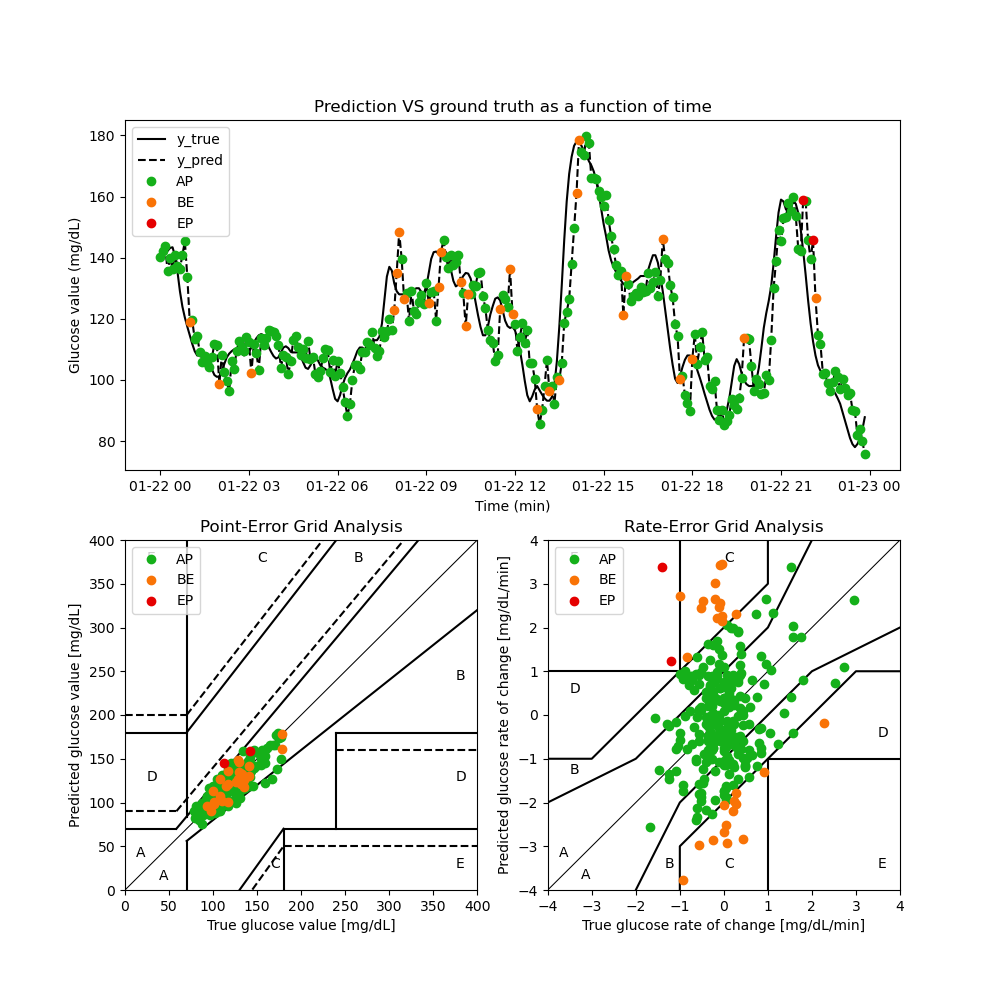 Prediction VS ground truth as a function of time
Glucose value (mg/dL)
180
160
140
120
100
80
y_true
y_pred
AP
BE
EP
01-22 00 01-22 03 01-22 06 01-22 09 01-22 12 01-22 15 01-22 18 01-22 21 01-23 00
Time (min)
Point-Error Grid Analysis
Predicted glucose value [mg/dL]
400
350
300
250
200
150
100
50
0
AP
BE
EP
C
B
B
D
D
A
A
C
E
0 50 100 150 200 250 300 350 400
True glucose value [mg/dL]
Rate-Error Grid Analysis
Predicted glucose rate of change [mg/dL/min]
4
3
2
1
0
−1
−2
−3
−4
AP
BE
EP
C
D
D
B
A
A
B
C
E
−4 −3 −2 −1 0 1 2 3 4
True glucose rate of change [mg/dL/min]